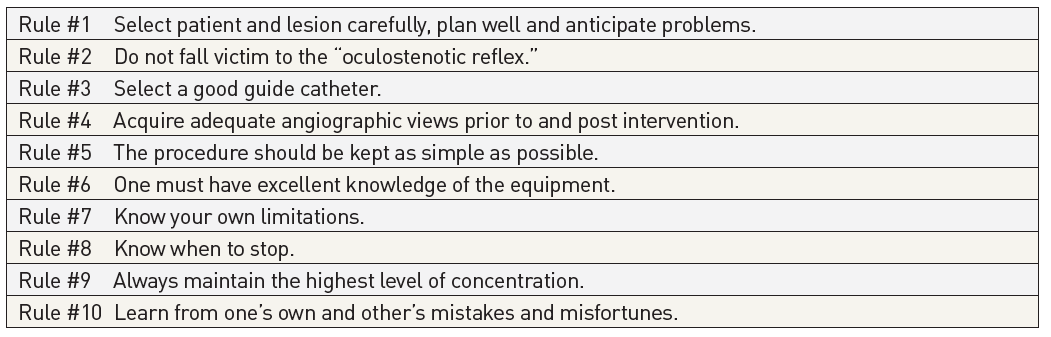 Rule #1 Select patient and lesion carefully, plan well and anticipate problems.
Rule #2 Do not fall victim to the “oculostenotic reflex.”
Rule #3 Select a good guide catheter.
Rule #4 Acquire adequate angiographic views prior to and post intervention.
Rule #5 The procedure should be kept as simple as possible.
Rule #6 One must have excellent knowledge of the equipment.
Rule #7 Know your own limitations.
Rule #8 Know when to stop.
Rule #9 Always maintain the highest level of concentration.
Rule #10 Learn from one’s own and other’s mistakes and misfortunes.